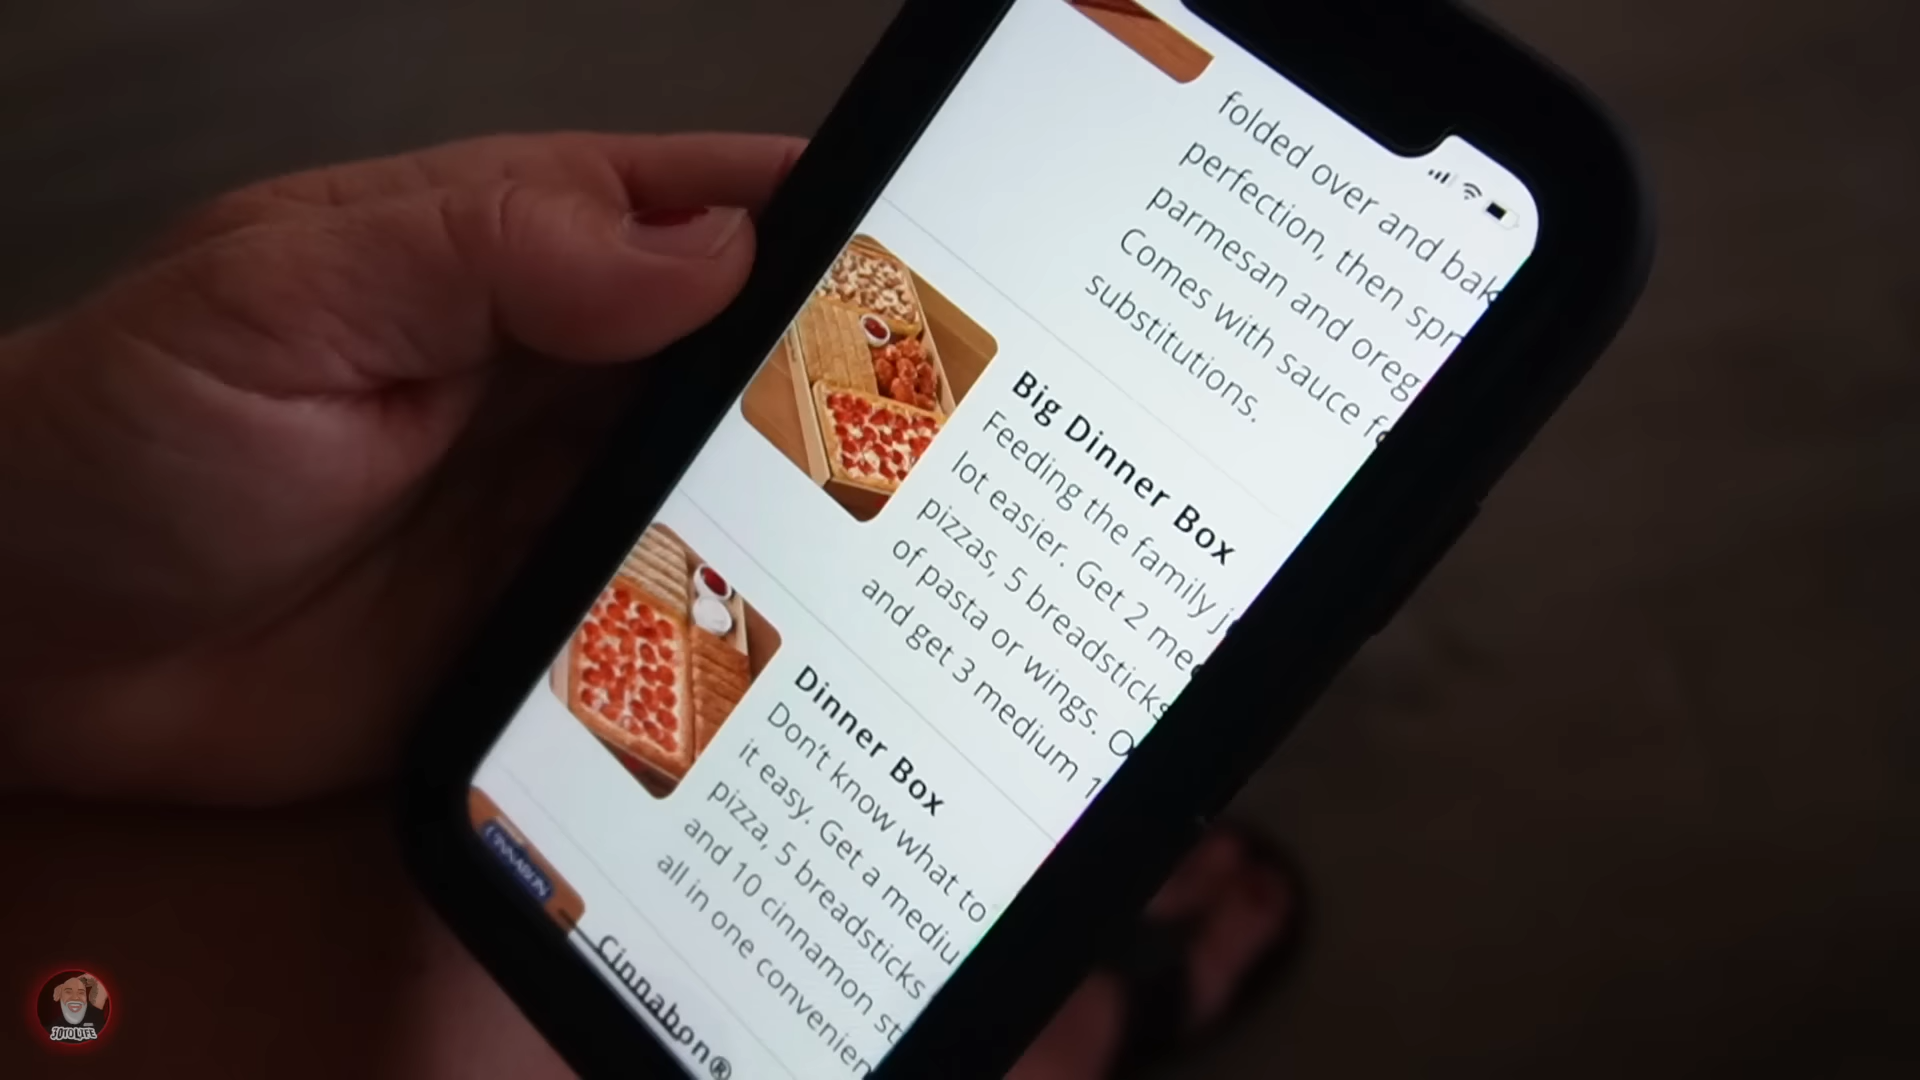 folded over and bak
perfection, then spr
parmesan and oreg
Comes with sauce f
substitutions.
Big Dinner Box
Feeding the family j
lot easier. Get 2 me
pizzas, 5 breadsticks
of pasta or wings. O
and get 3 medium 1
Dinner Box
Don't know what to
it easy. Get a mediu
pizza, 5 breadsticks
and 10 cinnamon st
all in one convenien
CINNABON
Cinnabon®
JOJOLIFE